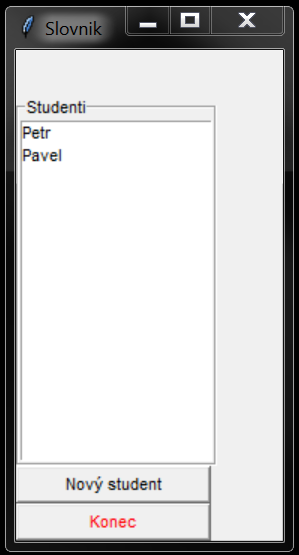 Slovnik
Studenti
Petr
Pavel
Nový student
Konec